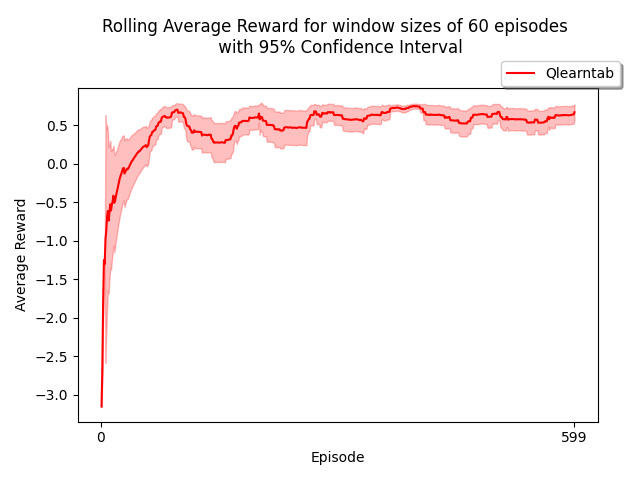 Rolling Average Reward for window sizes of 60 episodes
with 95% Confidence Interval
Qlearntab
0.5
0.0
−0.5
−1.0
−1.5
−2.0
−2.5
−3.0
Average Reward
0 599
Episode